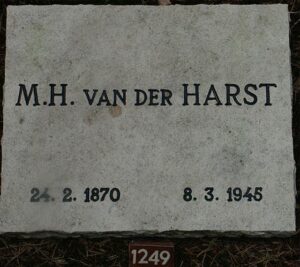 M.H. VAN DER HARST
24. 2. 1870 8. 3. 1945
1249